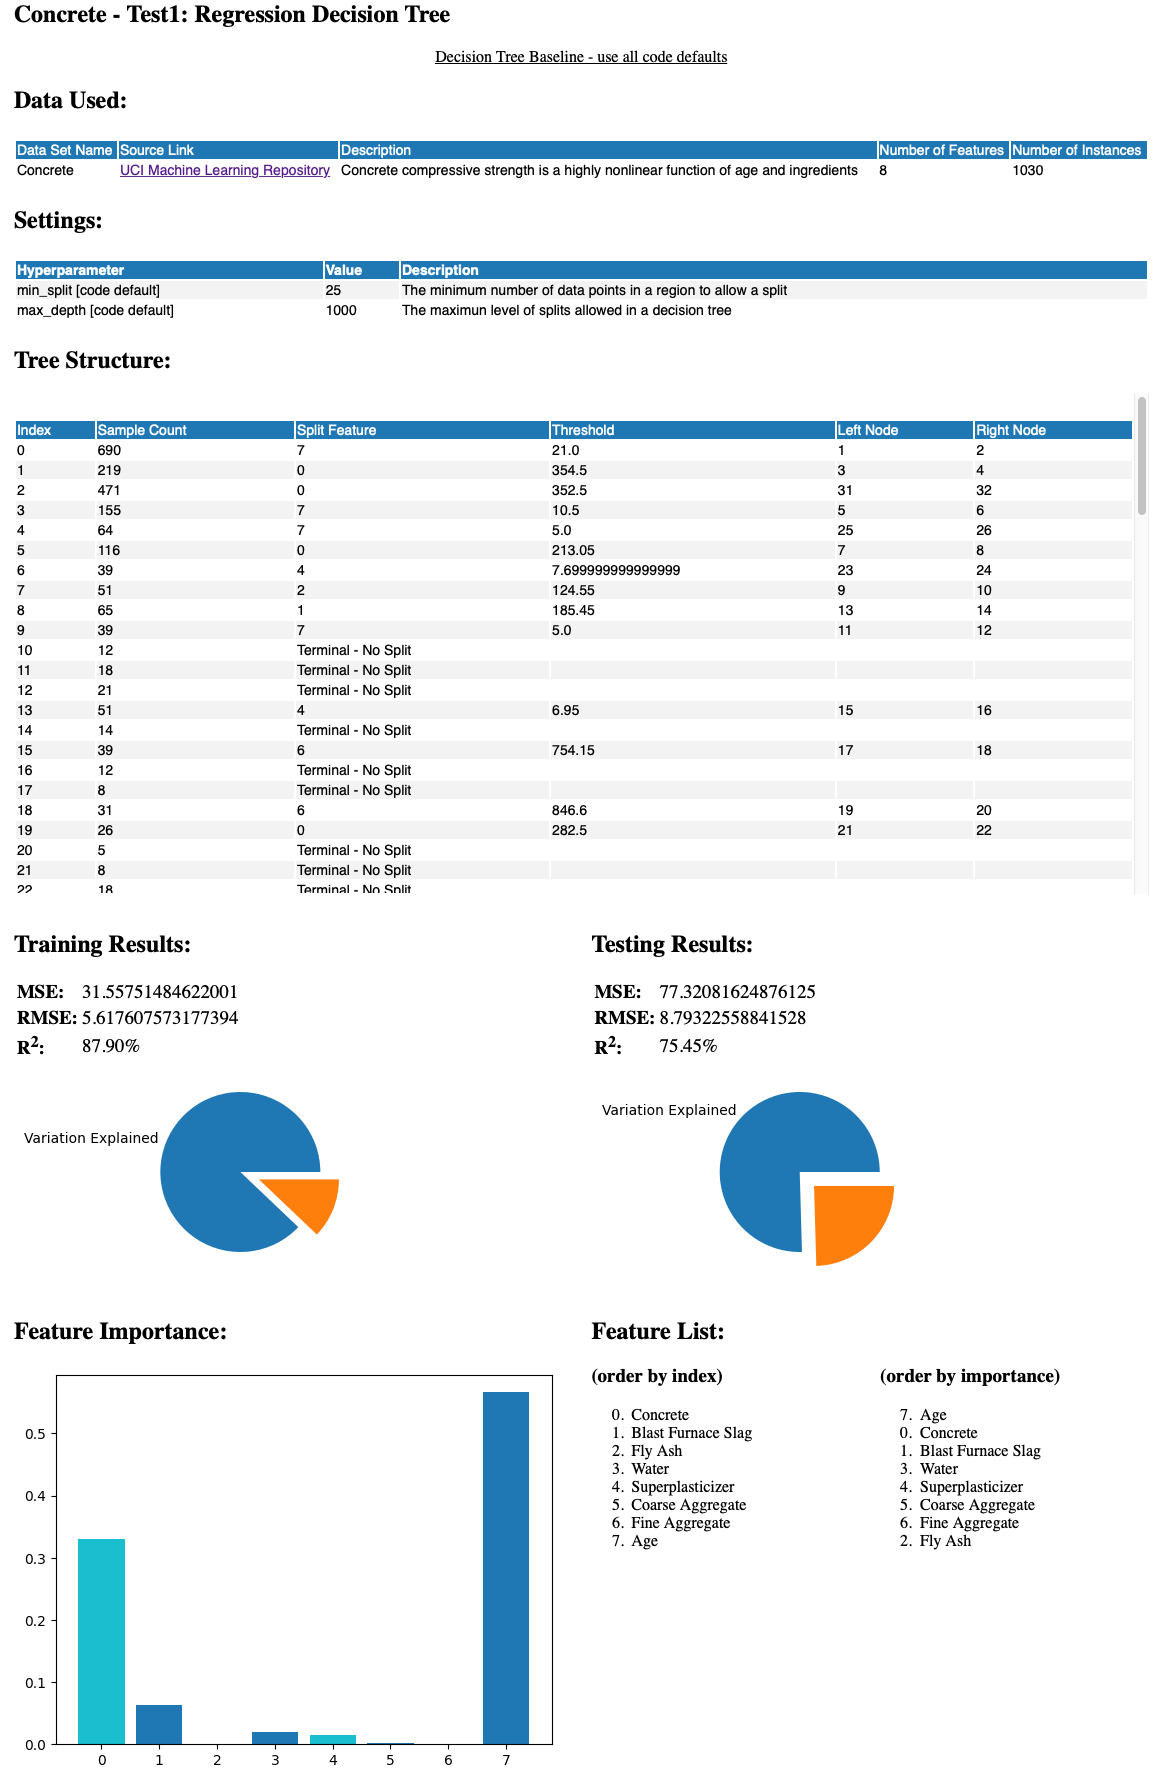 Concrete - Test1: Regression Decision Tree
Decision Tree Baseline - use all code defaults
Data Used:
Data Set Name Source Link Description Number of Features Number of Instances
Concrete UCI Machine Learning Repository Concrete compressive strength is a highly nonlinear function of age and ingredients 8 1030
Settings:
Hyperparameter Value Description
min_split [code default] 25 The minimum number of data points in a region to allow a split
max_depth [code default] 1000 The maximun level of splits allowed in a decision tree
Tree Structure:
Index Sample Count Split Feature Threshold Left Node Right Node
0 690 7 21.0 1 2
1 219 0 354.5 3 4
2 471 0 352.5 31 32
3 155 7 10.5 5 6
4 64 7 5.0 25 26
5 116 0 213.05 7 8
6 39 4 7.699999999999999 23 24
7 51 2 124.55 9 10
8 65 1 185.45 13 14
9 39 7 5.0 11 12
10 12 Terminal - No Split
11 18 Terminal - No Split
12 21 Terminal - No Split
13 51 4 6.95 15 16
14 14 Terminal - No Split
15 39 6 754.15 17 18
16 12 Terminal - No Split
17 8 Terminal - No Split
18 31 6 846.6 19 20
19 26 0 282.5 21 22
20 5 Terminal - No Split
21 8 Terminal - No Split
22 18 Terminal - No Split
Training Results:
MSE: 31.55751484622001
RMSE: 5.617607573177394
R2: 87.90%
Variation Explained
Testing Results:
MSE: 77.32081624876125
RMSE: 8.79322558841528
R2: 75.45%
Variation Explained
Feature Importance:
0.5
0.4
0.3
0.2
0.1
0.0
0 1 2 3 4 5 6 7
Feature List:
(order by index)
0. Concrete
1. Blast Furnace Slag
2. Fly Ash
3. Water
4. Superplasticizer
5. Coarse Aggregate
6. Fine Aggregate
7. Age
(order by importance)
7. Age
0. Concrete
1. Blast Furnace Slag
3. Water
4. Superplasticizer
5. Coarse Aggregate
6. Fine Aggregate
2. Fly Ash